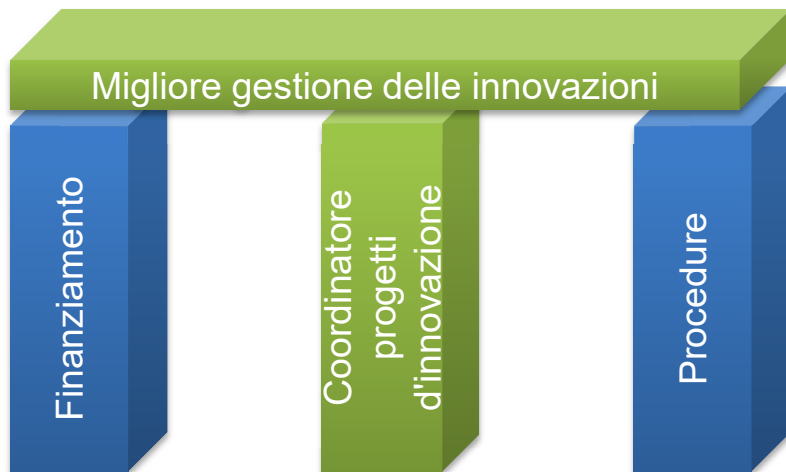 Migliore gestione delle innovazioni
Finanziamento
Coordinatore
progetti
d'innovazione
Procedure